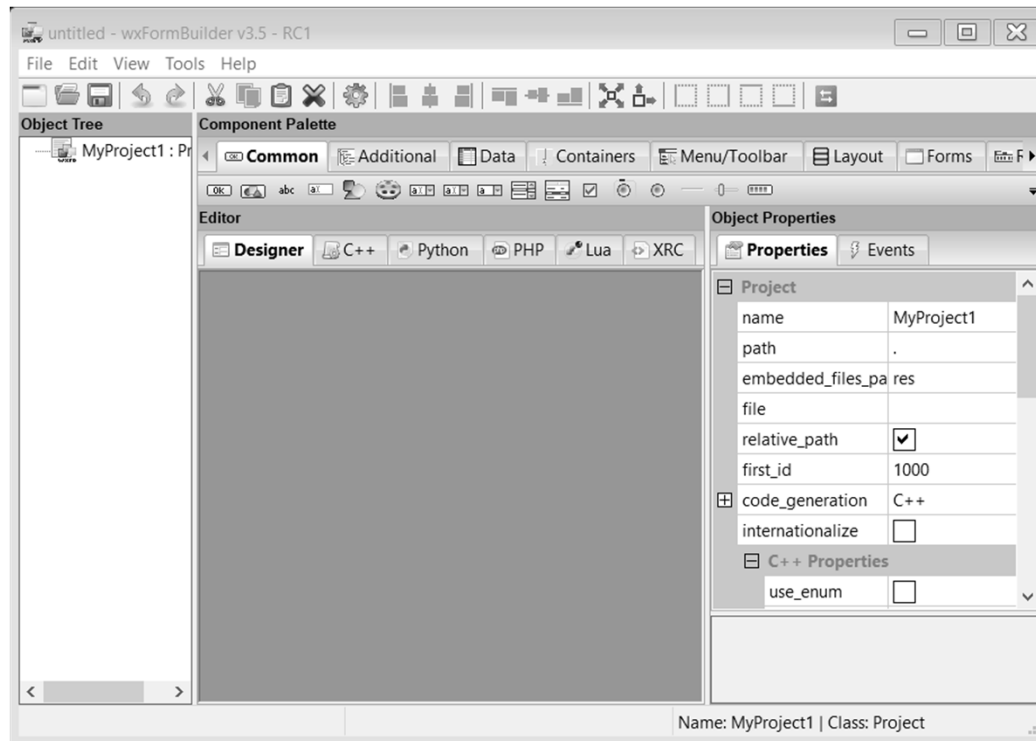 untitled - wxFormBuilder v3.5 - RC1
File Edit View Tools Help
Object Tree
MyProject1 : Pr
Component Palette
Common Additional Data Containers Menu/Toolbar Layout Forms F
OK abc
Editor
Designer C++ Python PHP Lua XRC
Object Properties
Properties Events
Project
name MyProject1
path .
embedded_files_pa res
file
relative_path
first_id 1000
code_generation C++
internationalize
C++ Properties
use_enum
Name: MyProject1 | Class: Project